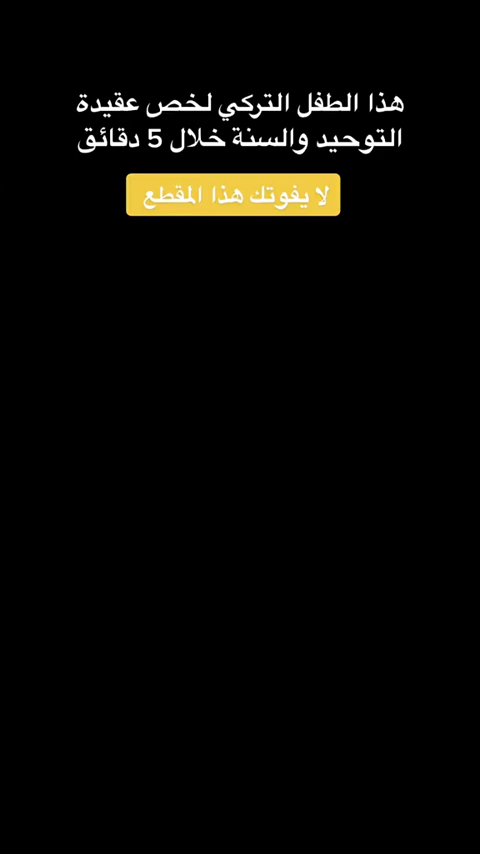 هذا الطفل التركي لخص عقيدة
التوحيد والسنة خلال 5 دقائق
لا يفوتك هذا المقطع